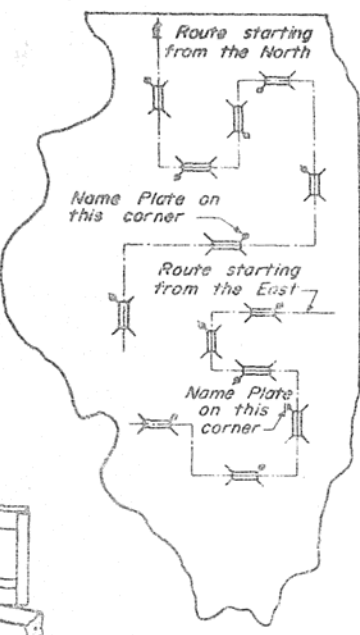 Route starting
from the North
Name Plate on
this corner
Route starting
from the East
Name Plate
on this
corner